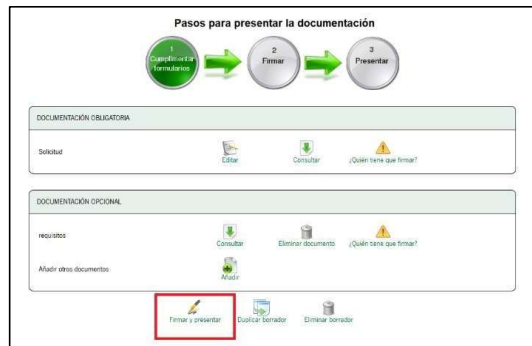 Pasos para presentar la documentación
1
Cumplimentar
formularios
2
Firmar
3
Presentar
DOCUMENTACIÓN OBLIGATORIA
Solicitud
Editar
Consultar
¿Quién tiene que firmar?
DOCUMENTACIÓN OPCIONAL
requisitos
Consultar
Eliminar documento
¿Quién tiene que firmar?
Añadir otros documentos
Añadir
Firmar y presentar
Duplicar borrador
Eliminar borrador